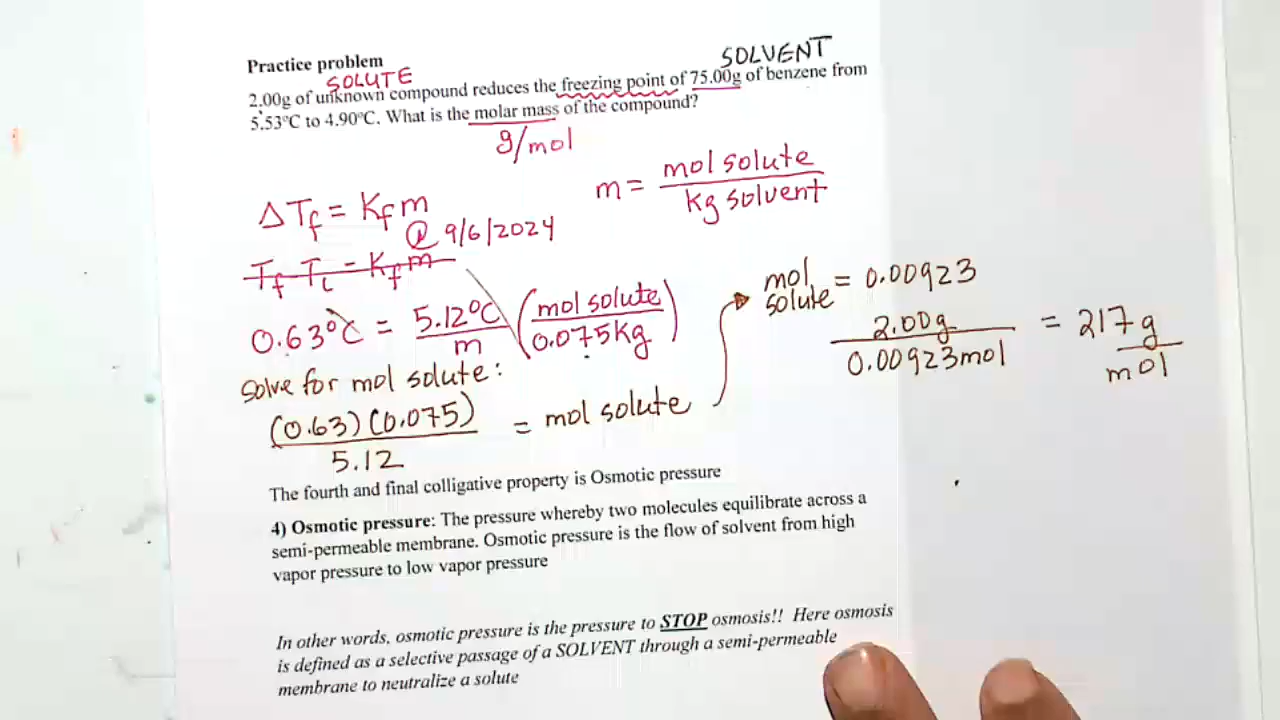 Practice problem
SOLVENT
SOLUTE
2.00g of unknown compound reduces the freezing point of 75.00g of benzene from
5.53°C to 4.90°C. What is the molar mass of the compound?
g/mol
m = mol solute
kg solvent
ΔTf = Kf m
@ 9/6/2024
Tf Ti = Kf m
mol
solute = 0.00923
0.63°C = 5.12°C (mol solute)
m 0.075kg
2.00g = 217 g
0.00923mol mol
solve for mol solute:
(0.63)(0.075) = mol solute
5.12
The fourth and final colligative property is Osmotic pressure
4) Osmotic pressure: The pressure whereby two molecules equilibrate across a
semi-permeable membrane. Osmotic pressure is the flow of solvent from high
vapor pressure to low vapor pressure
In other words, osmotic pressure is the pressure to STOP osmosis!! Here osmosis
is defined as a selective passage of a SOLVENT through a semi-permeable
membrane to neutralize a solute